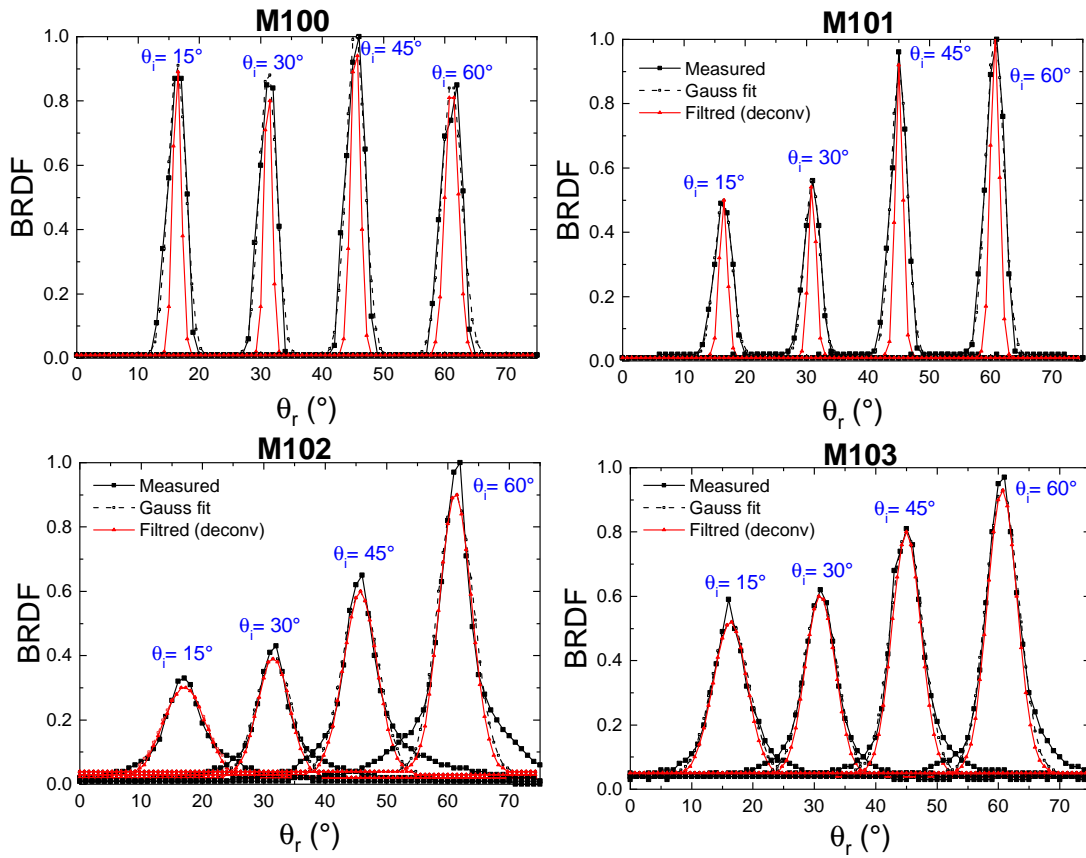 M100
θi= 15°
θi= 30°
θi= 45°
θi= 60°
BRDF
1.0
0.8
0.6
0.4
0.2
0.0
0 10 20 30 40 50 60 70
θr (°)
M101
Measured
Gauss fit
Filtred (deconv)
θi= 15°
θi= 30°
θi= 45°
θi= 60°
BRDF
1.0
0.8
0.6
0.4
0.2
0.0
0 10 20 30 40 50 60 70
θr (°)
M102
Measured
Gauss fit
Filtred (deconv)
θi= 15°
θi= 30°
θi= 45°
θi= 60°
BRDF
1.0
0.8
0.6
0.4
0.2
0.0
0 10 20 30 40 50 60 70
θr (°)
M103
Measured
Gauss fit
Filtred (deconv)
θi= 15°
θi= 30°
θi= 45°
θi= 60°
BRDF
1.0
0.8
0.6
0.4
0.2
0.0
0 10 20 30 40 50 60 70
θr (°)